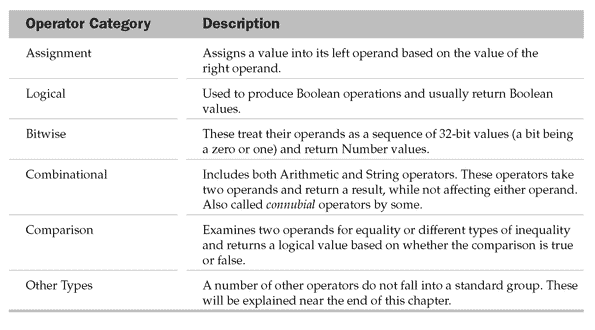 Operator Category Description
Assignment Assigns a value into its left operand based on the value of the
right operand.
Logical Used to produce Boolean operations and usually return Boolean
values.
Bitwise These treat their operands as a sequence of 32-bit values (a bit being
a zero or one) and return Number values.
Combinational Includes both Arithmetic and String operators. These operators take
two operands and return a result, while not affecting either operand.
Also called connubial operators by some.
Comparison Examines two operands for equality or different types of inequality
and returns a logical value based on whether the comparison is true
or false.
Other Types A number of other operators do not fall into a standard group. These
will be explained near the end of this chapter.